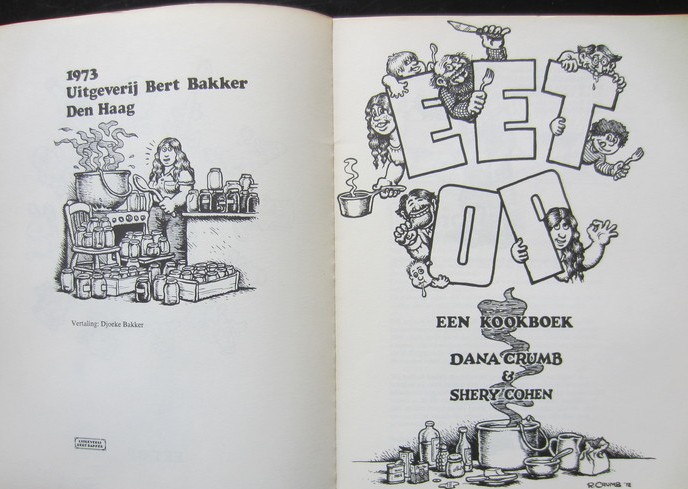 1973
Uitgeverij Bert Bakker
Den Haag
Vertaling: Djoeke Bakker
UITGEVERIJ
BERT BAKKER
EET
OP
EEN KOOKBOEK
DANA CRUMB
&
SHERY COHEN
R. CRUMB '72